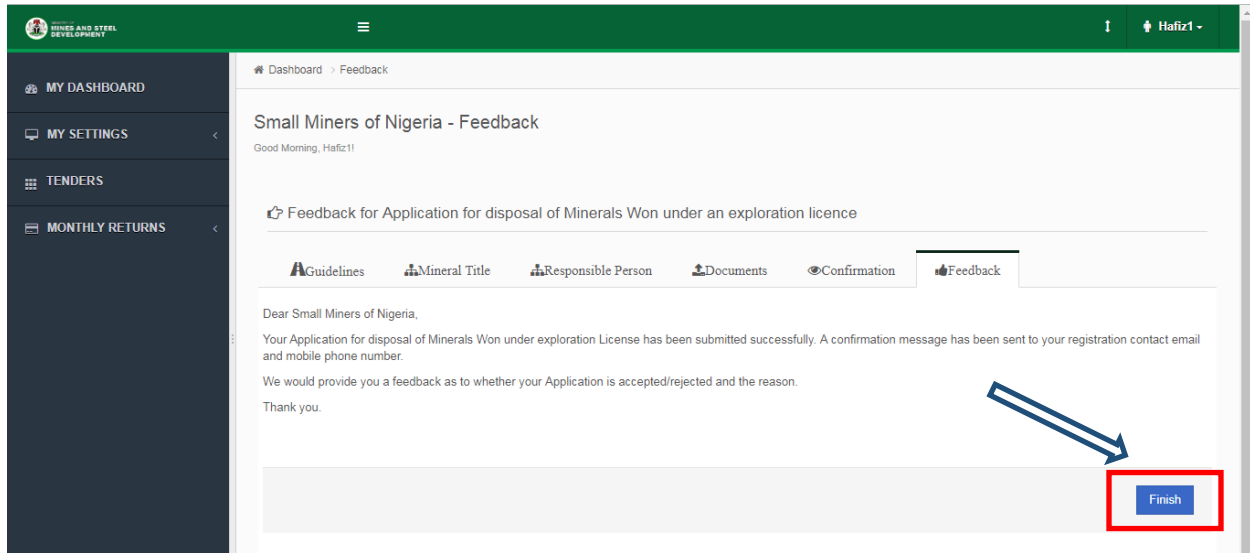 MINISTRY OF
MINES AND STEEL
DEVELOPMENT
Hafiz1
MY DASHBOARD
MY SETTINGS
TENDERS
MONTHLY RETURNS
Dashboard > Feedback
Small Miners of Nigeria - Feedback
Good Morning, Hafiz1!
Feedback for Application for disposal of Minerals Won under an exploration licence
Guidelines Mineral Title Responsible Person Documents Confirmation Feedback
Dear Small Miners of Nigeria,
Your Application for disposal of Minerals Won under exploration License has been submitted successfully. A confirmation message has been sent to your registration contact email
and mobile phone number.
We would provide you a feedback as to whether your Application is accepted/rejected and the reason.
Thank you.
Finish